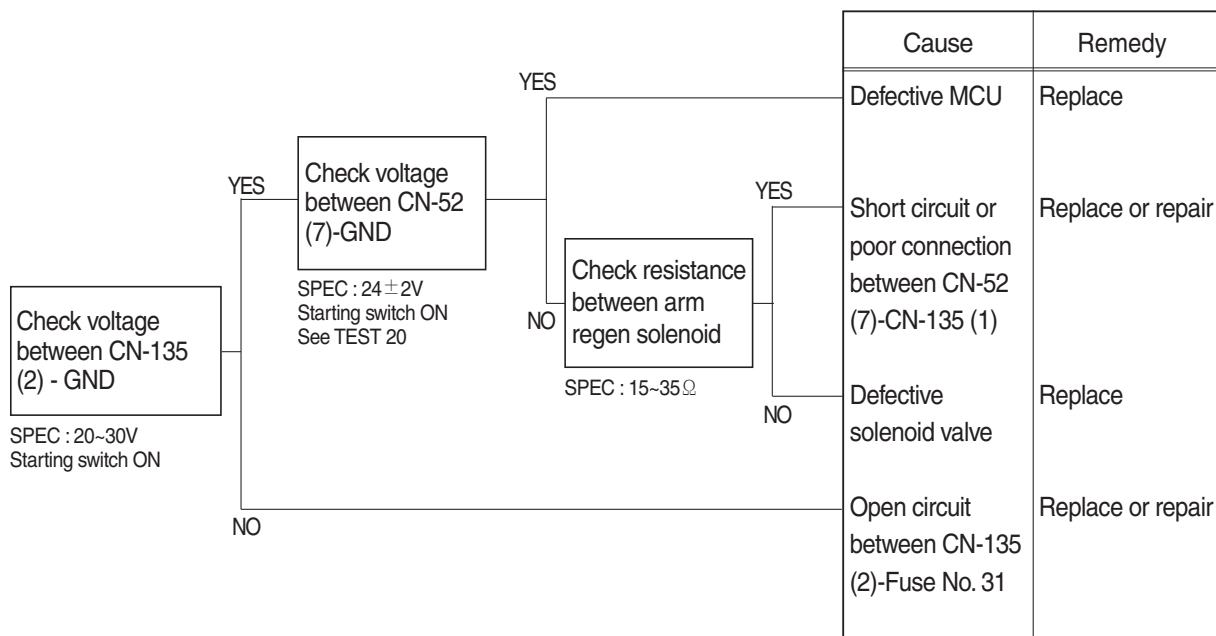 Cause
Remedy
YES
Defective MCU
Replace
Check voltage
between CN-52
(7)-GND
YES
YES
Short circuit or
poor connection
between CN-52
(7)-CN-135 (1)
Replace or repair
SPEC : 24±2V
Starting switch ON
See TEST 20
NO
Check resistance
between arm
regen solenoid
Check voltage
between CN-135
(2) - GND
SPEC : 15~35Ω
NO
Defective
solenoid valve
Replace
SPEC : 20~30V
Starting switch ON
NO
Open circuit
between CN-135
(2)-Fuse No. 31
Replace or repair